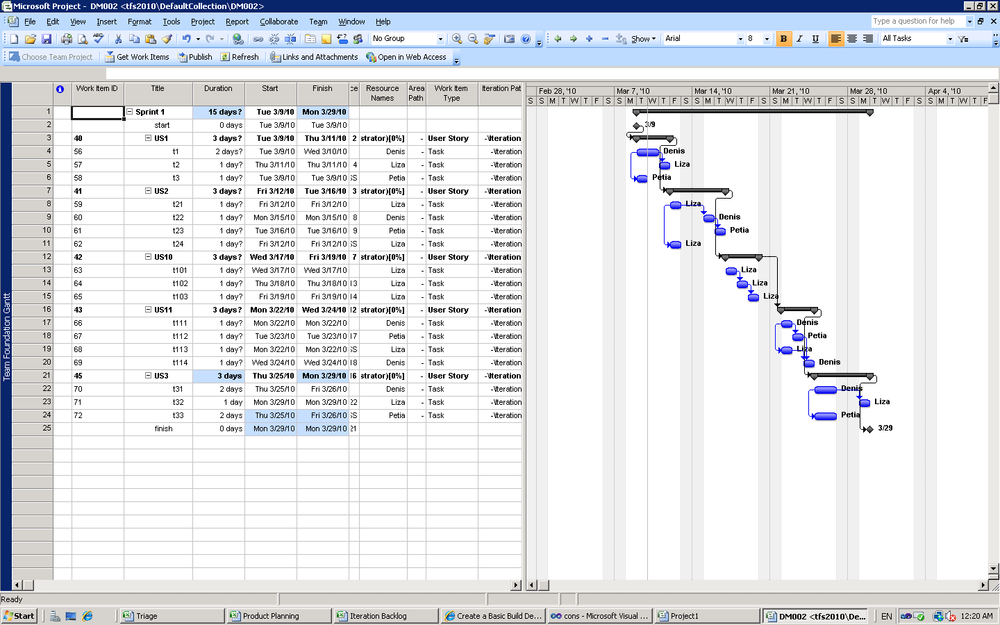 Microsoft Project - DM002 <tfs2010\DefaultCollection\DM002>
File Edit View Insert Format Tools Project Report Collaborate Team Window Help Type a question for help
ABC No Group Show Arial 8 B I U All Tasks
Choose Team Project Get Work Items Publish Refresh Links and Attachments Open in Web Access
Work Item ID Title Duration Start Finish ce Resource Names Area Path Work Item Type Iteration Pat
Feb 28, '10 Mar 7, '10 Mar 14, '10 Mar 21, '10 Mar 28, '10 Apr 4, '10
S S M T W T F S S M T W T F S S M T W T F S S M T W T F S S M T W T F S S M T W T F
1 Sprint 1 15 days? Tue 3/9/10 Mon 3/29/10
2 start 0 days Tue 3/9/10 Tue 3/9/10 3/9
3 40 US1 3 days? Tue 3/9/10 Thu 3/11/10 2 strator)[0%] - User Story -\Iteration
4 56 t1 2 days? Tue 3/9/10 Wed 3/10/10 Denis - Task -\Iteration Denis
5 57 t2 1 day? Thu 3/11/10 Thu 3/11/10 4 Liza - Task -\Iteration Liza
6 58 t3 1 day? Tue 3/9/10 Tue 3/9/10 SS Petia - Task -\Iteration Petia
7 41 US2 3 days? Fri 3/12/10 Tue 3/16/10 3 strator)[0%] - User Story -\Iteration
8 59 t21 1 day? Fri 3/12/10 Fri 3/12/10 Liza - Task -\Iteration Liza
9 60 t22 1 day? Mon 3/15/10 Mon 3/15/10 8 Denis - Task -\Iteration Denis
10 61 t23 1 day? Tue 3/16/10 Tue 3/16/10 9 Petia - Task -\Iteration Petia
11 62 t24 1 day? Fri 3/12/10 Fri 3/12/10 SS Liza - Task -\Iteration Liza
12 42 US10 3 days? Wed 3/17/10 Fri 3/19/10 7 strator)[0%] - User Story -\Iteration
13 63 t101 1 day? Wed 3/17/10 Wed 3/17/10 Liza - Task -\Iteration Liza
14 64 t102 1 day? Thu 3/18/10 Thu 3/18/10 13 Liza - Task -\Iteration Liza
15 65 t103 1 day? Fri 3/19/10 Fri 3/19/10 14 Liza - Task -\Iteration Liza
16 43 US11 3 days? Mon 3/22/10 Wed 3/24/10 12 strator)[0%] - User Story -\Iteration
17 66 t111 1 day? Mon 3/22/10 Mon 3/22/10 Denis - Task -\Iteration Denis
18 67 t112 1 day? Tue 3/23/10 Tue 3/23/10 17 Petia - Task -\Iteration Petia
19 68 t113 1 day? Mon 3/22/10 Mon 3/22/10 SS Liza - Task -\Iteration Liza
20 69 t114 1 day? Wed 3/24/10 Wed 3/24/10 18 Denis - Task -\Iteration Denis
21 45 US3 3 days Thu 3/25/10 Mon 3/29/10 16 strator)[0%] - User Story -\Iteration
22 70 t31 2 days Thu 3/25/10 Fri 3/26/10 Denis - Task -\Iteration Denis
23 71 t32 1 day Mon 3/29/10 Mon 3/29/10 22 Liza - Task -\Iteration Liza
24 72 t33 2 days Thu 3/25/10 Fri 3/26/10 SS Petia - Task -\Iteration Petia
25 finish 0 days Mon 3/29/10 Mon 3/29/10 21 3/29
Team Foundation Gantt
Ready
Start Triage Product Planning Iteration Backlog Create a Basic Build De... cons - Microsoft Visual ... Project1 DM002 <tfs2010\De... EN 12:20 AM